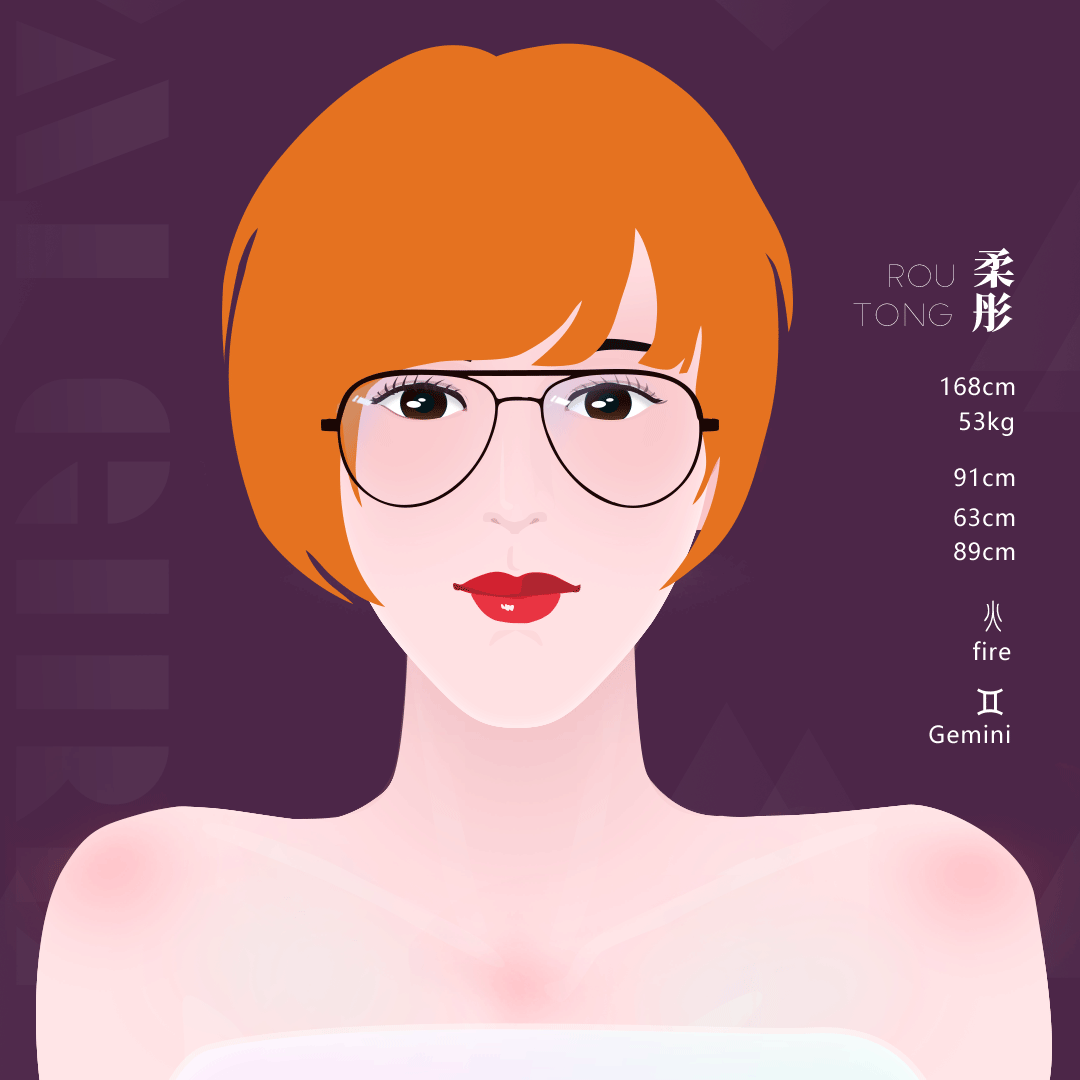 ROU
TONG
柔
彤
168cm
53kg
91cm
63cm
89cm
火
fire
♊
Gemini